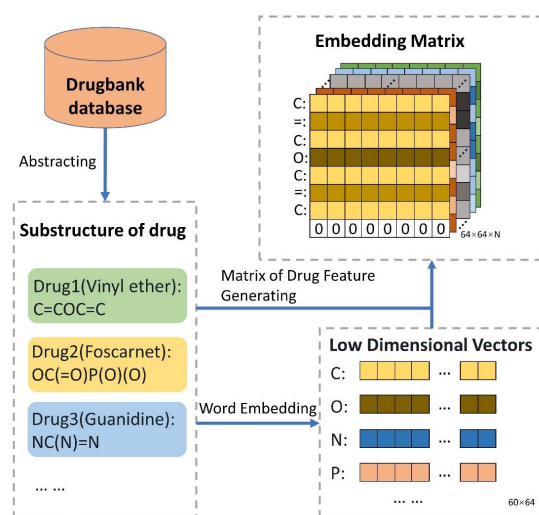 Drugbank
database
Abstracting
Substructure of drug
Drug1(Vinyl ether):
C=COC=C
Drug2(Foscarnet):
OC(=O)P(O)(O)
Drug3(Guanidine):
NC(N)=N
... ...
Embedding Matrix
C:
=:
C:
O:
C:
=:
C:
0 0 0 0 0 0 0 0
64×64×N
Matrix of Drug Feature
Generating
Word Embedding
Low Dimensional Vectors
C: ...
O: ...
N: ...
P: ...
... ...
60×64